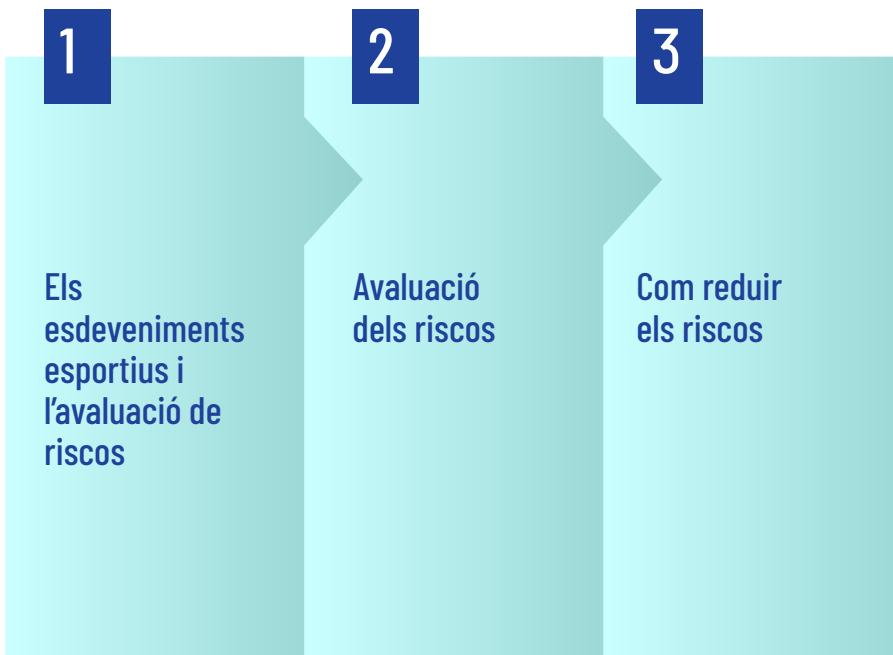 1
Els
esdeveniments
esportius i
l'avaluació de
riscos
2
Avaluació
dels riscos
3
Com reduir
els riscos